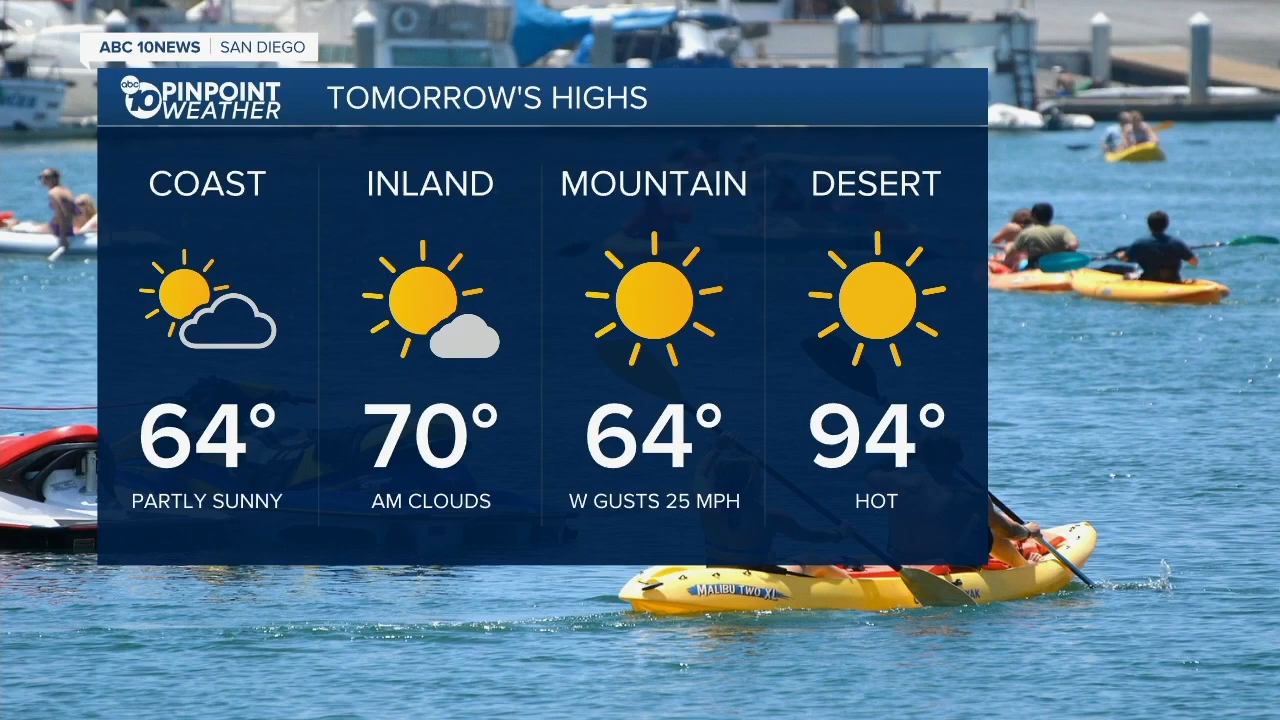 ABC 10NEWS | SAN DIEGO
abc 10 PINPOINT WEATHER
TOMORROW'S HIGHS
COAST
INLAND
MOUNTAIN
DESERT
64°
70°
64°
94°
PARTLY SUNNY
AM CLOUDS
W GUSTS 25 MPH
HOT
MALIBU TWO XL